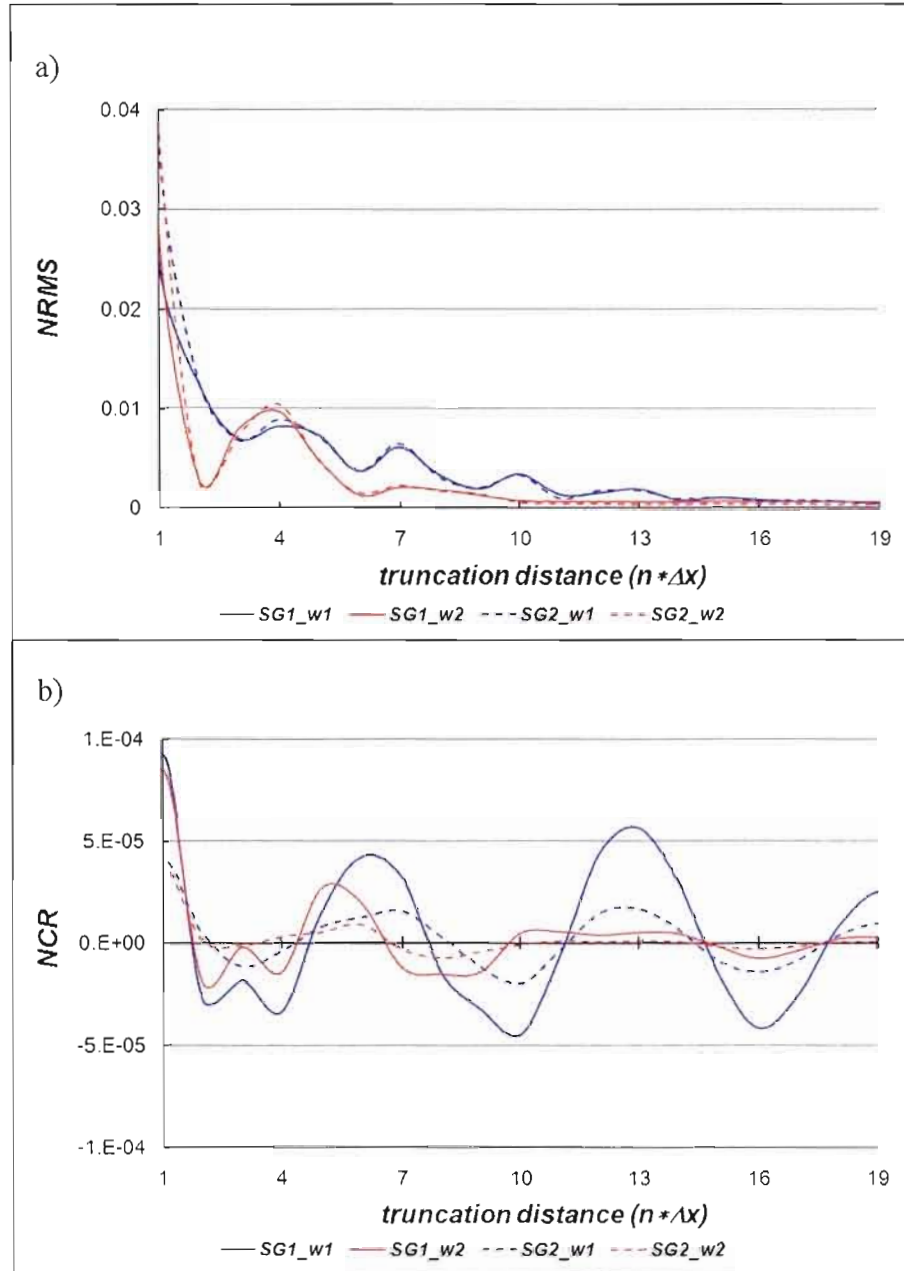 a)
0.04
0.03
0.02
0.01
0
NRMS
1 4 7 10 13 16 19
truncation distance (n*Δx)
SG1_w1 SG1_w2 SG2_w1 SG2_w2
b)
1.E-04
5.E-05
0.E+00
-5.E-05
-1.E-04
NCR
1 4 7 10 13 16 19
truncation distance (n*Δx)
SG1_w1 SG1_w2 SG2_w1 SG2_w2